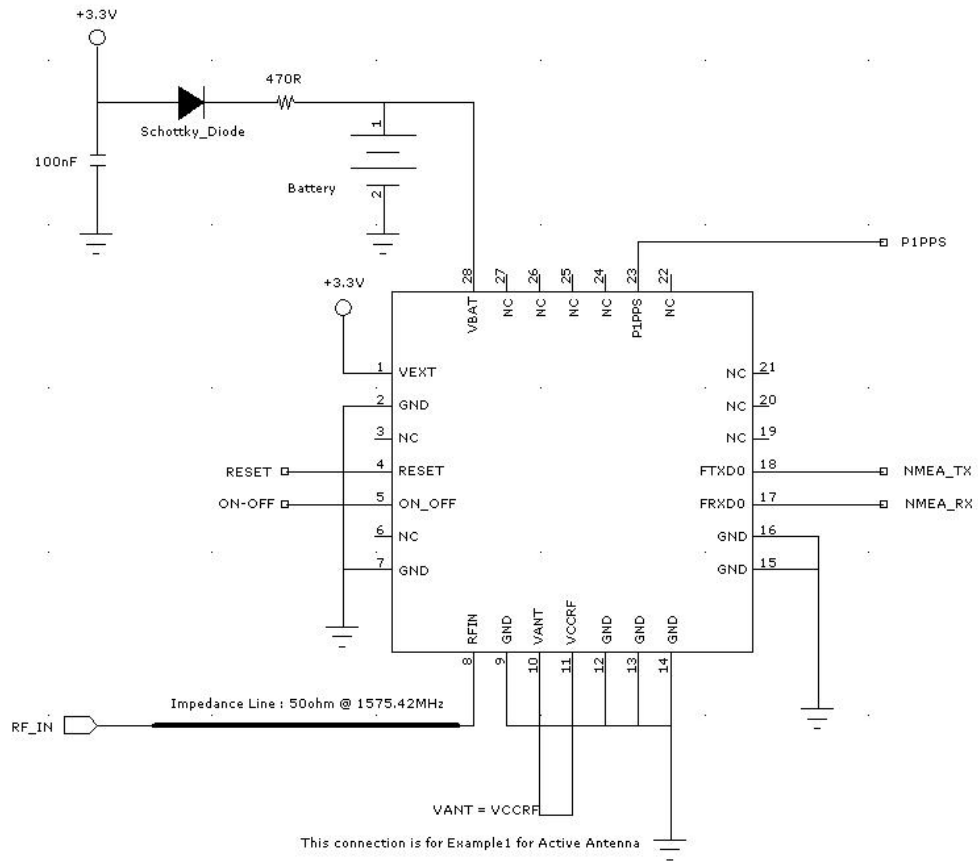 +3.3V
470R
Schottky_Diode
1
100nF
Battery
2
P1PPS
+3.3V
28 27 26 25 24 23 22
VBAT NC NC NC NC P1PPS NC
1 VEXT NC 21
2 GND NC 20
3 NC NC 19
RESET 4 RESET FTXD0 18 NMEA_TX
ON-OFF 5 ON_OFF FRXD0 17 NMEA_RX
6 NC GND 16
7 GND GND 15
RFIN GND VANT VCCRF GND GND GND
8 9 10 11 12 13 14
Impedance Line : 50ohm @ 1575.42MHz
RF_IN
VANT = VCCRF
This connection is for Example1 for Active Antenna